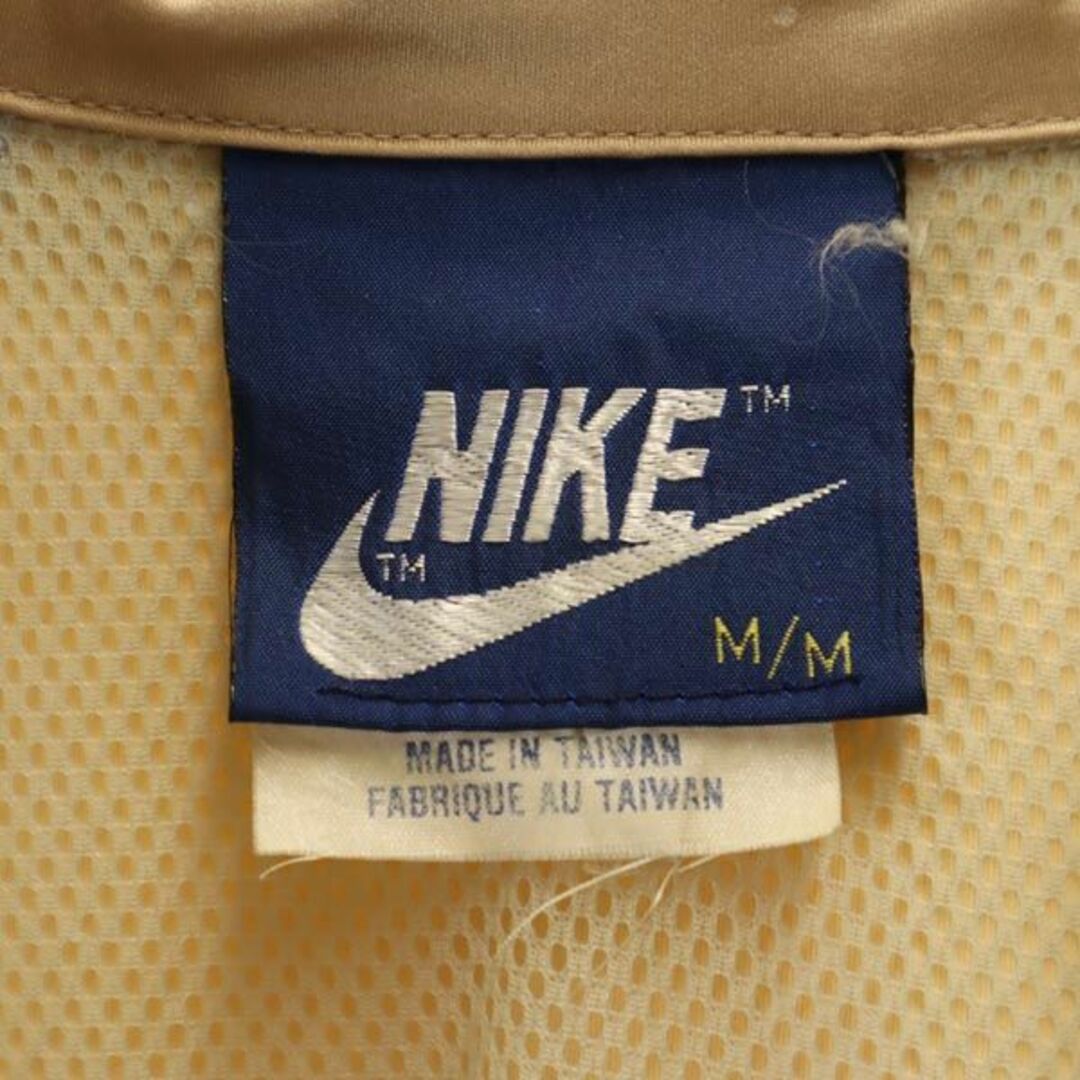 NIKE™
™
M/M
MADE IN TAIWAN
FABRIQUE AU TAIWAN